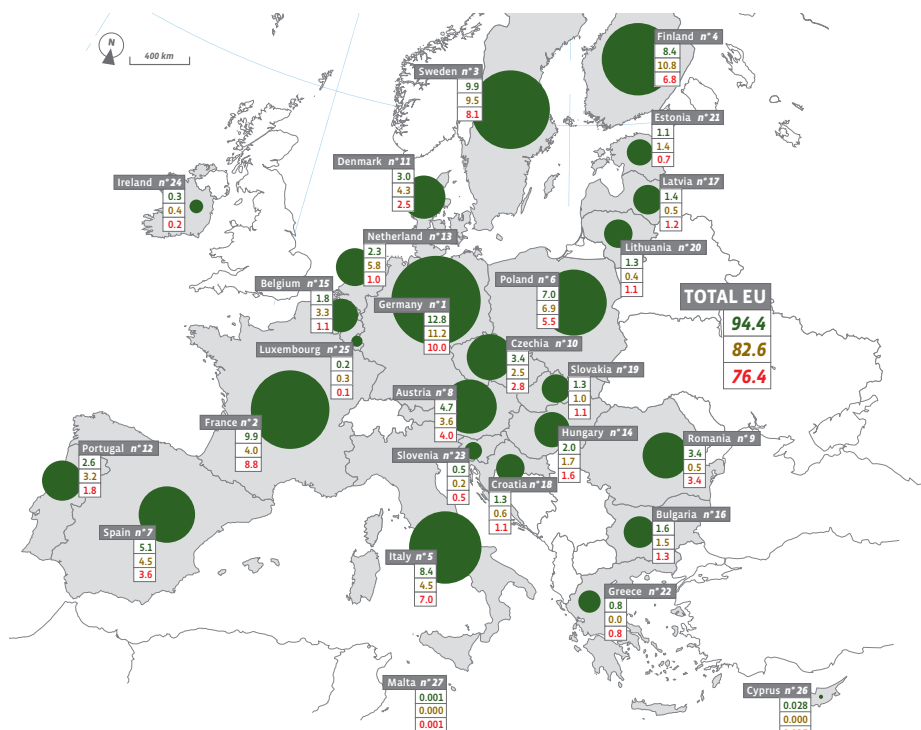 N
400 km
Finland n°4
8.4
10.8
6.8
Sweden n°3
9.9
9.5
8.1
Estonia n°21
1.1
1.4
0.7
Denmark n°11
3.0
4.3
2.5
Ireland n°24
0.3
0.4
0.2
Latvia n°17
1.4
0.5
1.2
Netherland n°13
2.3
5.8
1.0
Lithuania n°20
1.3
0.4
1.1
Belgium n°15
1.8
3.3
1.1
Germany n°1
12.8
11.2
10.0
Poland n°6
7.0
6.9
5.5
TOTAL EU
94.4
82.6
76.4
Luxembourg n°25
0.2
0.3
0.1
Czechia n°10
3.4
2.5
2.8
Slovakia n°19
1.3
1.0
1.1
Austria n°8
4.7
3.6
4.0
France n°2
9.9
4.0
8.8
Hungary n°14
2.0
1.7
1.6
Romania n°9
3.4
0.5
3.4
Portugal n°12
2.6
3.2
1.8
Slovenia n°23
0.5
0.2
0.5
Croatia n°18
1.3
0.6
1.1
Bulgaria n°16
1.6
1.5
1.3
Spain n°7
5.1
4.5
3.6
Italy n°5
8.4
4.5
7.0
Greece n°22
0.8
0.0
0.8
Malta n°27
0.001
0.000
0.001
Cyprus n°26
0.028
0.000